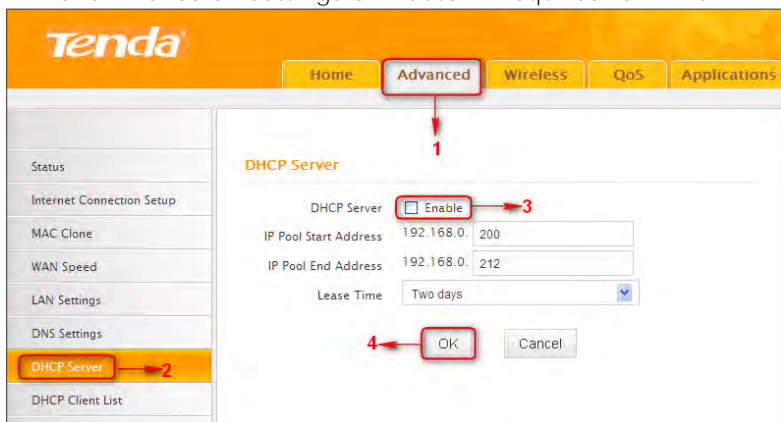 Tenda
Home Advanced Wireless QoS Applications
1
Status
Internet Connection Setup
MAC Clone
WAN Speed
LAN Settings
DNS Settings
DHCP Server 2
DHCP Client List
DHCP Server
DHCP Server Enable 3
IP Pool Start Address 192.168.0. 200
IP Pool End Address 192.168.0. 212
Lease Time Two days
4 OK Cancel